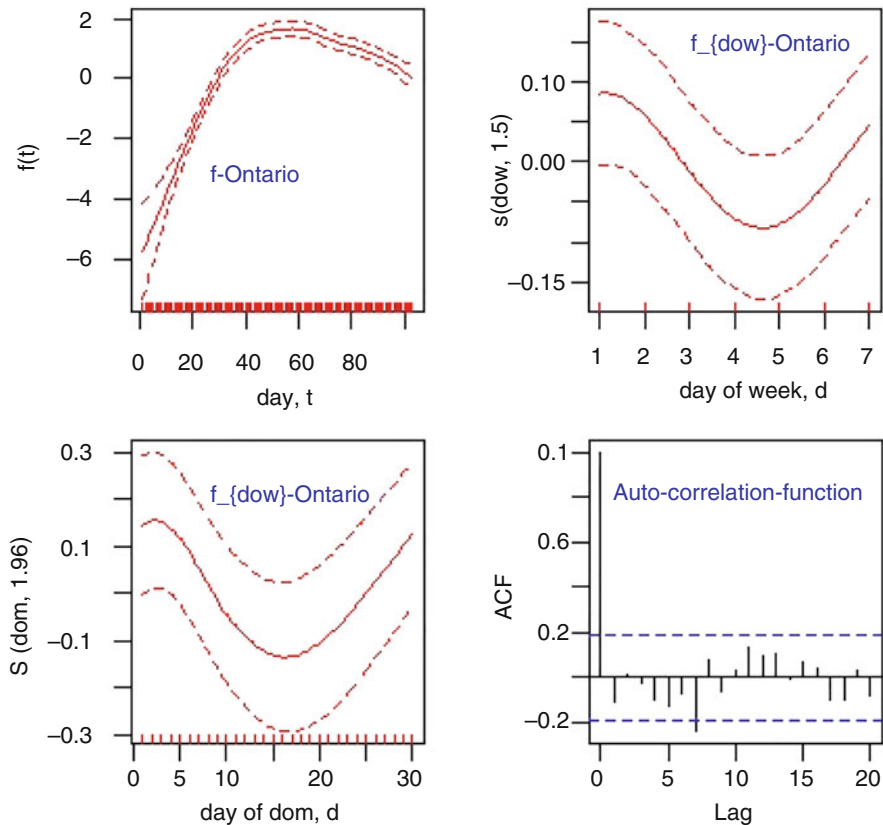 2
0
−2
−4
−6
f(t)
f-Ontario
0 20 40 60 80
day, t
0.10
0.00
−0.15
s(dow, 1.5)
f_{dow}-Ontario
1 2 3 4 5 6 7
day of week, d
0.3
0.1
−0.1
−0.3
S (dom, 1.96)
f_{dow}-Ontario
0 5 10 20 30
day of dom, d
0.1
0.6
0.2
−0.2
ACF
Auto-correlation-function
0 5 10 15 20
Lag